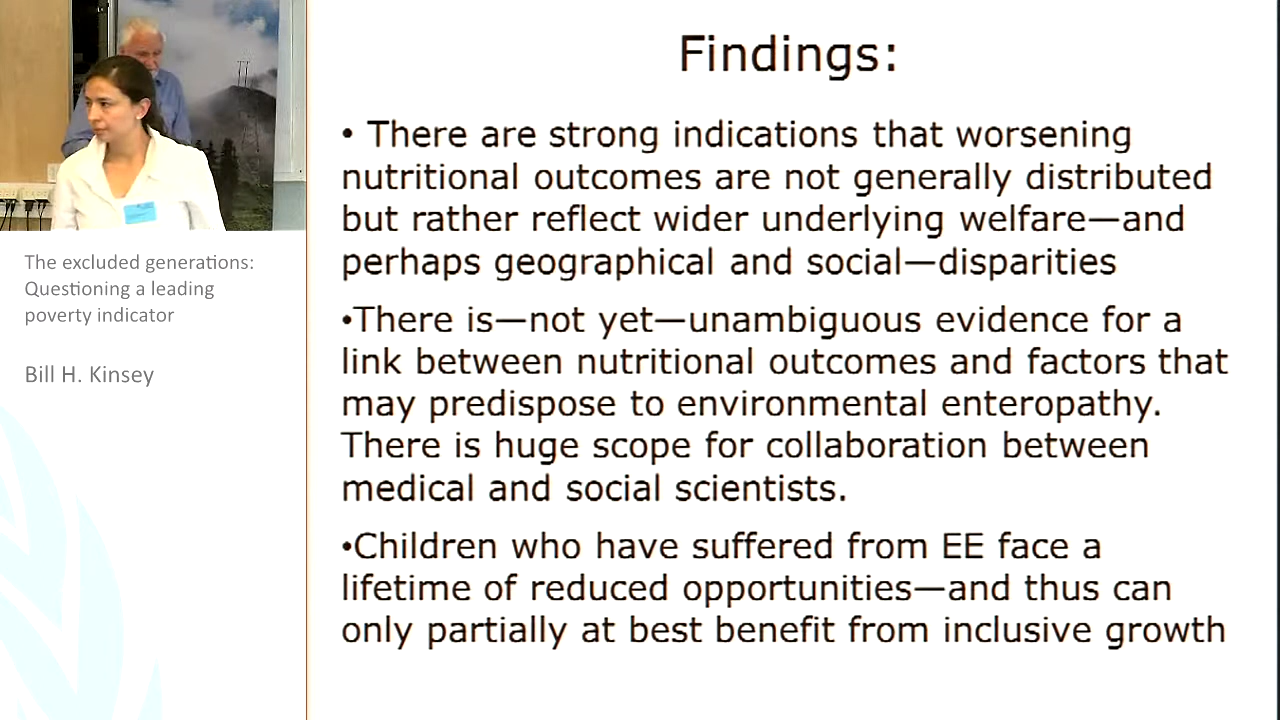 The excluded generations:
Questioning a leading
poverty indicator
Bill H. Kinsey
Findings:
• There are strong indications that worsening
nutritional outcomes are not generally distributed
but rather reflect wider underlying welfare—and
perhaps geographical and social—disparities
•There is—not yet—unambiguous evidence for a
link between nutritional outcomes and factors that
may predispose to environmental enteropathy.
There is huge scope for collaboration between
medical and social scientists.
•Children who have suffered from EE face a
lifetime of reduced opportunities—and thus can
only partially at best benefit from inclusive growth